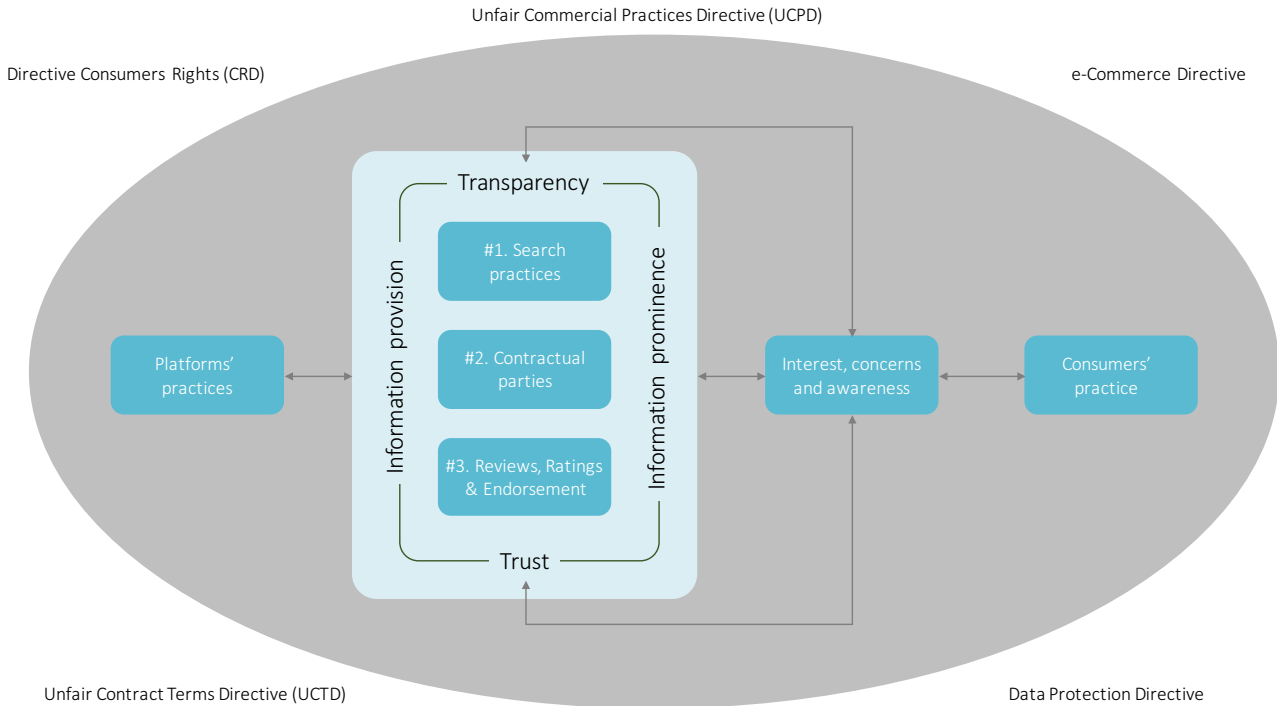 Unfair Commercial Practices Directive (UCPD)
Directive Consumers Rights (CRD)
e-Commerce Directive
Transparency
Information provision
Information prominence
#1. Search
practices
#2. Contractual
parties
#3. Reviews, Ratings
& Endorsement
Trust
Platforms’
practices
Interest, concerns
and awareness
Consumers’
practice
Unfair Contract Terms Directive (UCTD)
Data Protection Directive